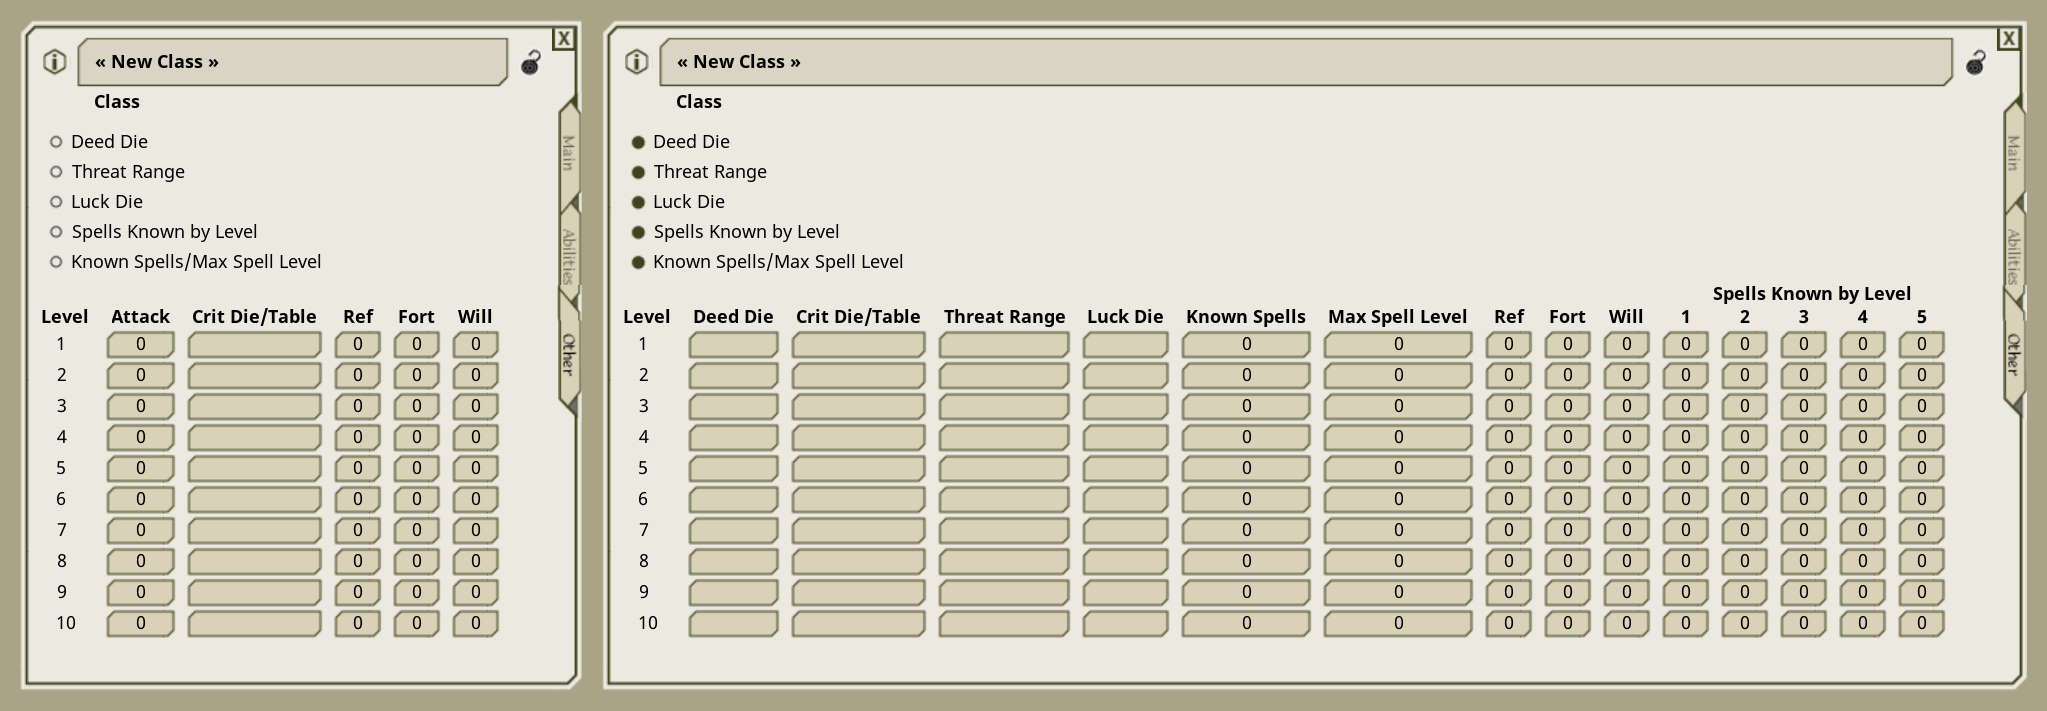 « New Class »
X
Class
Deed Die
Threat Range
Luck Die
Spells Known by Level
Known Spells/Max Spell Level
Main
Abilities
Other
Level Attack Crit Die/Table Ref Fort Will
1 0 0 0 0
2 0 0 0 0
3 0 0 0 0
4 0 0 0 0
5 0 0 0 0
6 0 0 0 0
7 0 0 0 0
8 0 0 0 0
9 0 0 0 0
10 0 0 0 0
« New Class »
X
Class
Deed Die
Threat Range
Luck Die
Spells Known by Level
Known Spells/Max Spell Level
Main
Abilities
Other
Spells Known by Level
Level Deed Die Crit Die/Table Threat Range Luck Die Known Spells Max Spell Level Ref Fort Will 1 2 3 4 5
1 0 0 0 0 0 0 0 0 0 0
2 0 0 0 0 0 0 0 0 0 0
3 0 0 0 0 0 0 0 0 0 0
4 0 0 0 0 0 0 0 0 0 0
5 0 0 0 0 0 0 0 0 0 0
6 0 0 0 0 0 0 0 0 0 0
7 0 0 0 0 0 0 0 0 0 0
8 0 0 0 0 0 0 0 0 0 0
9 0 0 0 0 0 0 0 0 0 0
10 0 0 0 0 0 0 0 0 0 0